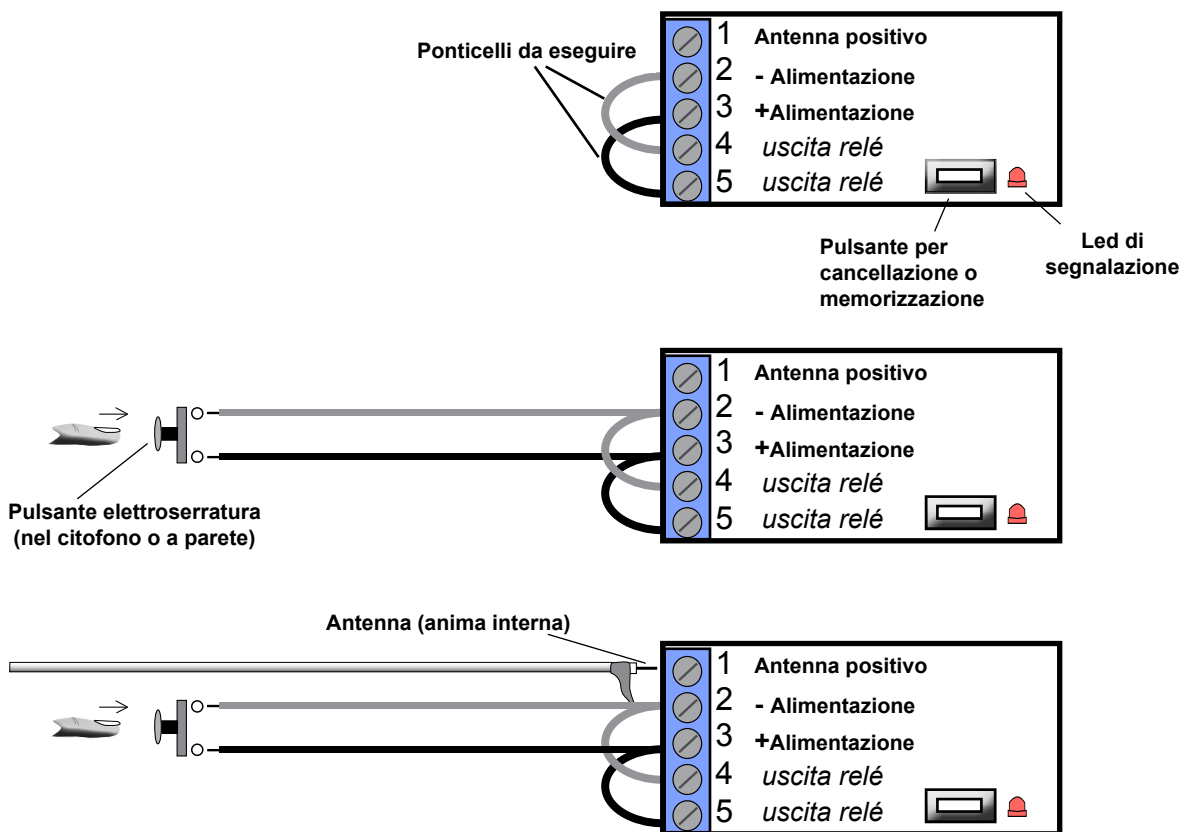 Ponticelli da eseguire
1 Antenna positivo
2 - Alimentazione
3 +Alimentazione
4 uscita relé
5 uscita relé
Pulsante per
cancellazione o
memorizzazione
Led di
segnalazione
1 Antenna positivo
2 - Alimentazione
3 +Alimentazione
4 uscita relé
5 uscita relé
Pulsante elettroserratura
(nel citofono o a parete)
Antenna (anima interna)
1 Antenna positivo
2 - Alimentazione
3 +Alimentazione
4 uscita relé
5 uscita relé